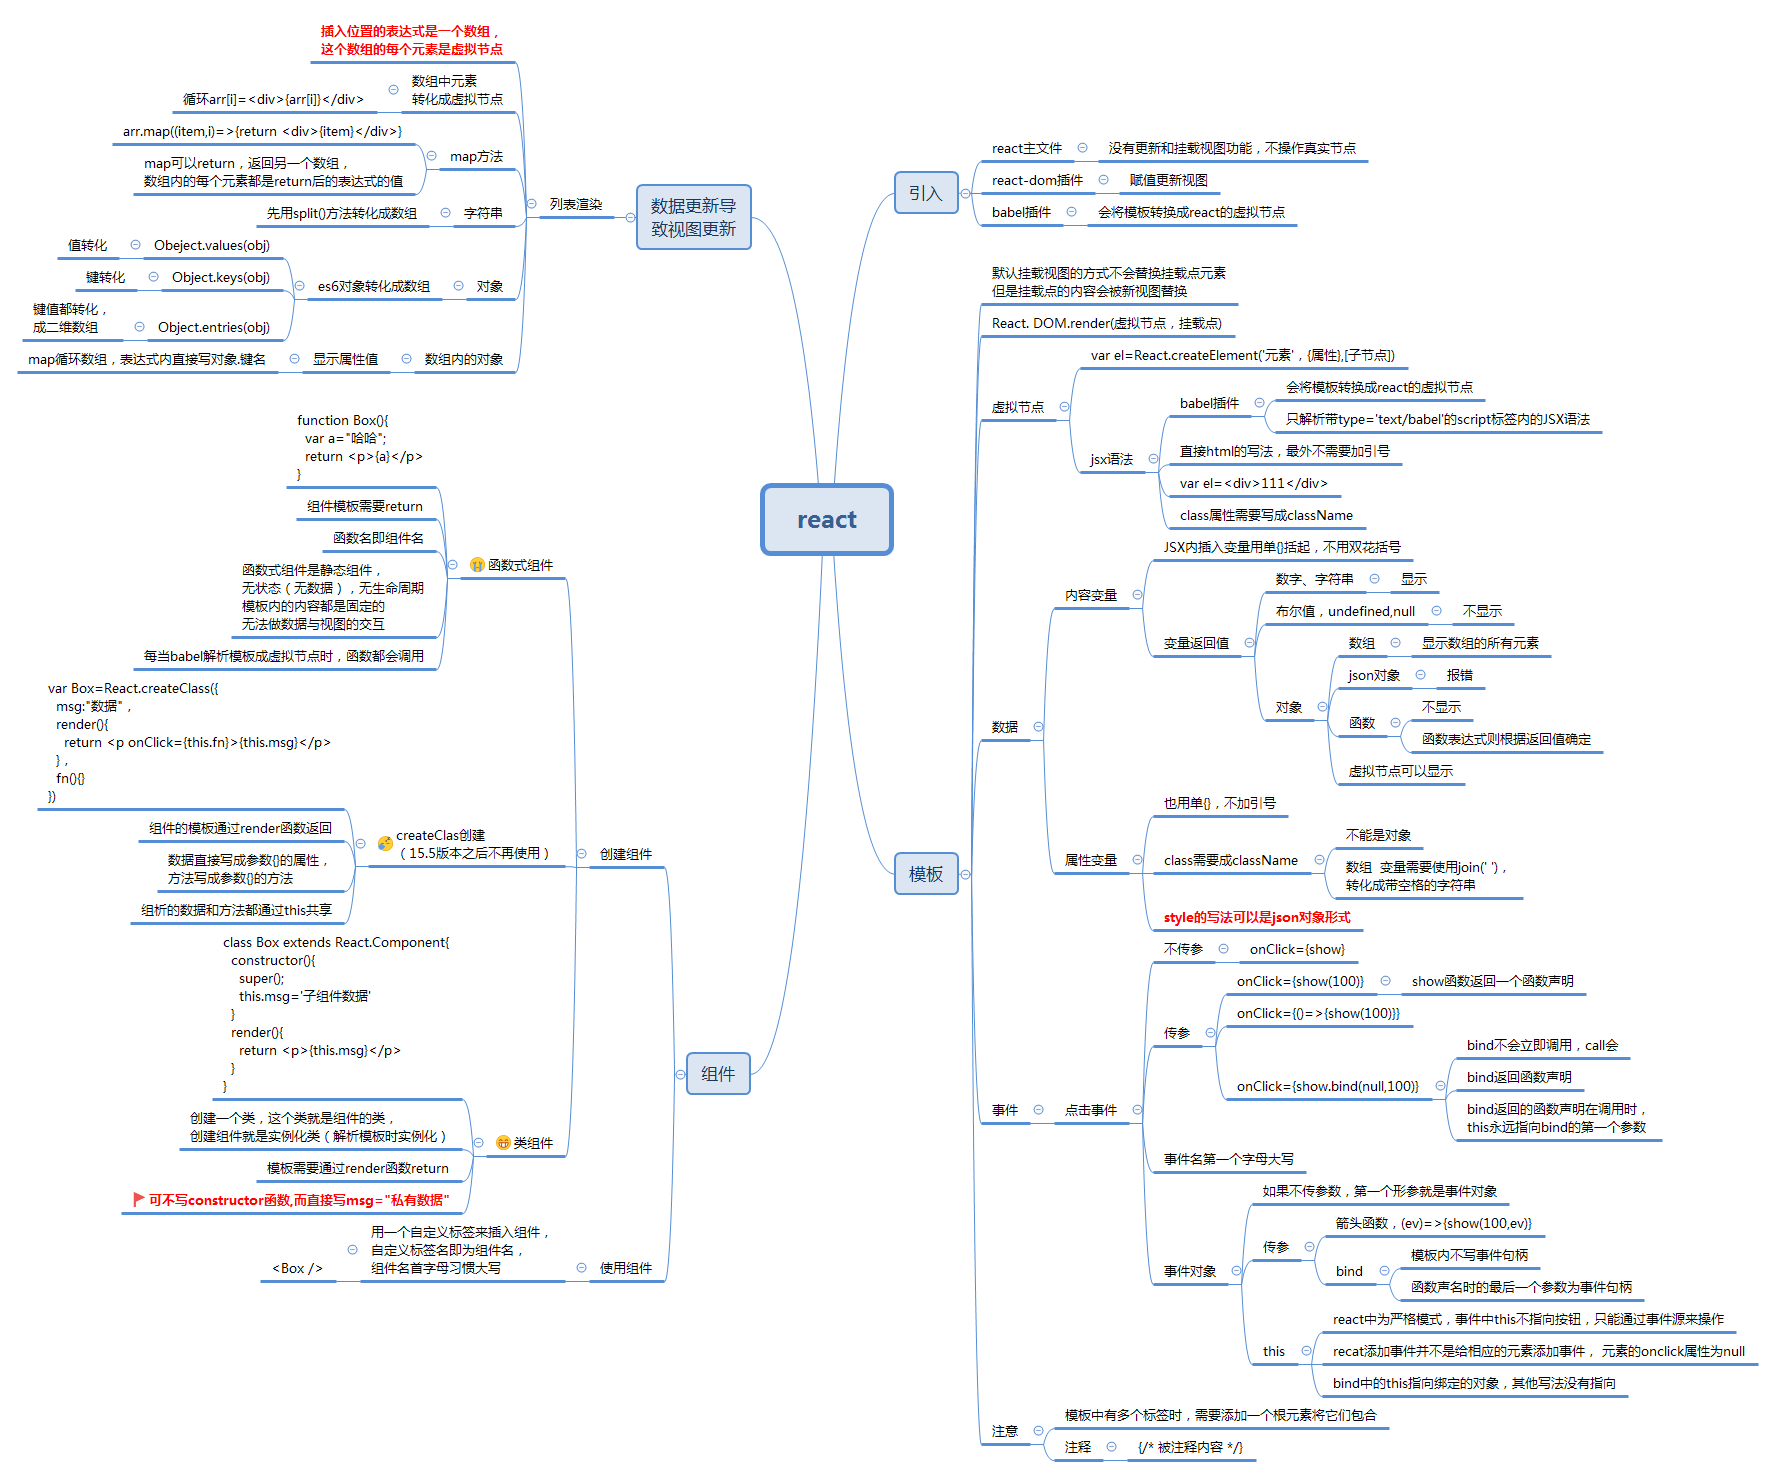 react
引入
react主文件
没有更新和挂载视图功能，不操作真实节点
react-dom插件
赋值更新视图
babel插件
会将模板转换成react的虚拟节点
模板
默认挂载视图的方式不会替换挂载点元素
但是挂载点的内容会被新视图替换
React. DOM.render(虚拟节点，挂载点)
虚拟节点
var el=React.createElement('元素'，{属性},[子节点])
jsx语法
babel插件
会将模板转换成react的虚拟节点
只解析带type='text/babel'的script标签内的JSX语法
直接html的写法，最外不需要加引号
var el=<div>111</div>
class属性需要写成className
数据
内容变量
JSX内插入变量用单{}括起，不用双花括号
变量返回值
数字、字符串
显示
布尔值，undefined,null
不显示
对象
数组
显示数组的所有元素
json对象
报错
函数
不显示
函数表达式则根据返回值确定
虚拟节点可以显示
属性变量
也用单{}，不加引号
class需要成className
不能是对象
数组  变量需要使用join(' ')，
转化成带空格的字符串
style的写法可以是json对象形式
事件
点击事件
不传参
onClick={show}
传参
onClick={show(100)}
show函数返回一个函数声明
onClick={()=>{show(100)}}
onClick={show.bind(null,100)}
bind不会立即调用，call会
bind返回函数声明
bind返回的函数声明在调用时，
this永远指向bind的第一个参数
事件名第一个字母大写
事件对象
如果不传参数，第一个形参就是事件对象
传参
箭头函数，(ev)=>{show(100,ev)}
bind
模板内不写事件句柄
函数声名时的最后一个参数为事件句柄
this
react中为严格模式，事件中this不指向按钮，只能通过事件源来操作
recat添加事件并不是给相应的元素添加事件， 元素的onclick属性为null
bind中的this指向绑定的对象，其他写法没有指向
注意
模板中有多个标签时，需要添加一个根元素将它们包合
注释
{/* 被注释内容 */}
数据更新导
致视图更新
列表渲染
插入位置的表达式是一个数组，
这个数组的每个元素是虚拟节点
数组中元素
转化成虚拟节点
循环arr[i]=<div>{arr[i]}</div>
map方法
arr.map((item,i)=>{return <div>{item}</div>}
map可以return，返回另一个数组，
数组内的每个元素都是return后的表达式的值
字符串
先用split()方法转化成数组
对象
es6对象转化成数组
Obeject.values(obj)
值转化
Object.keys(obj)
键转化
Object.entries(obj)
键值都转化，
成二维数组
数组内的对象
显示属性值
map循环数组，表达式内直接写对象.键名
组件
创建组件
函数式组件
function Box(){
var a="哈哈";
return <p>{a}</p>
}
组件模板需要return
函数名即组件名
函数式组件是静态组件，
无状态（无数据），无生命周期
模板内的内容都是固定的
无法做数据与视图的交互
每当babel解析模板成虚拟节点时，函数都会调用
createClas创建
（15.5版本之后不再使用）
var Box=React.createClass({
msg:"数据"，
render(){
return <p onClick={this.fn}>{this.msg}</p>
}，
fn(){}
})
组件的模板通过render函数返回
数据直接写成参数{}的属性，
方法写成参数{}的方法
组析的数据和方法都通过this共享
类组件
class Box extends React.Component{
constructor(){
super();
this.msg='子组件数据'
}
render(){
return <p>{this.msg}</p>
}
}
创建一个类，这个类就是组件的类，
创建组件就是实例化类（解析模板时实例化）
模板需要通过render函数return
可不写constructor函数,而直接写msg="私有数据"
使用组件
用一个自定义标签来插入组件，
自定义标签名即为组件名，
组件名首字母习惯大写
<Box />